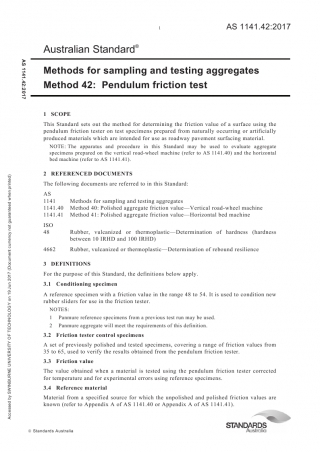 1
AS 1141.42:2017
Australian Standard®
Methods for sampling and testing aggregates
Method 42: Pendulum friction test
1 SCOPE
This Standard sets out the method for determining the friction value of a surface using the
pendulum friction tester on test specimens prepared from naturally occurring or artificially
produced materials which are intended for use as roadway pavement surfacing material.
NOTE: The apparatus and procedure in this Standard may be used to evaluate aggregate
specimens prepared on the vertical road-wheel machine (refer to AS 1141.40) and the horizontal
bed machine (refer to AS 1141.41).
2 REFERENCED DOCUMENTS
The following documents are referred to in this Standard:
AS
1141 Methods for sampling and testing aggregates
1141.40 Method 40: Polished aggregate friction value—Vertical road-wheel machine
1141.41 Method 41: Polished aggregate friction value—Horizontal bed machine
ISO
48 Rubber, vulcanized or thermoplastic—Determination of hardness (hardness
between 10 IRHD and 100 IRHD)
4662 Rubber, vulcanized or thermoplastic—Determination of rebound resilience
3 DEFINITIONS
For the purpose of this Standard, the definitions below apply.
3.1 Conditioning specimen
A reference specimen with a friction value in the range 48 to 54. It is used to condition new
rubber sliders for use in the friction tester.
NOTES:
1 Panmure reference specimens from a previous test run may be used.
2 Panmure aggregate will meet the requirements of this definition.
3.2 Friction tester control specimens
A set of previously polished and tested specimens, covering a range of friction values from
35 to 65, used to verify the results obtained from the pendulum friction tester.
3.3 Friction value
The value obtained when a material is tested using the pendulum friction tester corrected
for temperature and for experimental errors using reference specimens.
3.4 Reference material
Material from a specified source for which the unpolished and polished friction values are
known (refer to Appendix A of AS 1141.40 or Appendix A of AS 1141.41).
© Standards Australia
STANDARDS
Australia
AS 1141.42:2017
Accessed by SWINBURNE UNIVERSITY OF TECHNOLOGY on 19 Jun 2017 (Document currency not guaranteed when printed)